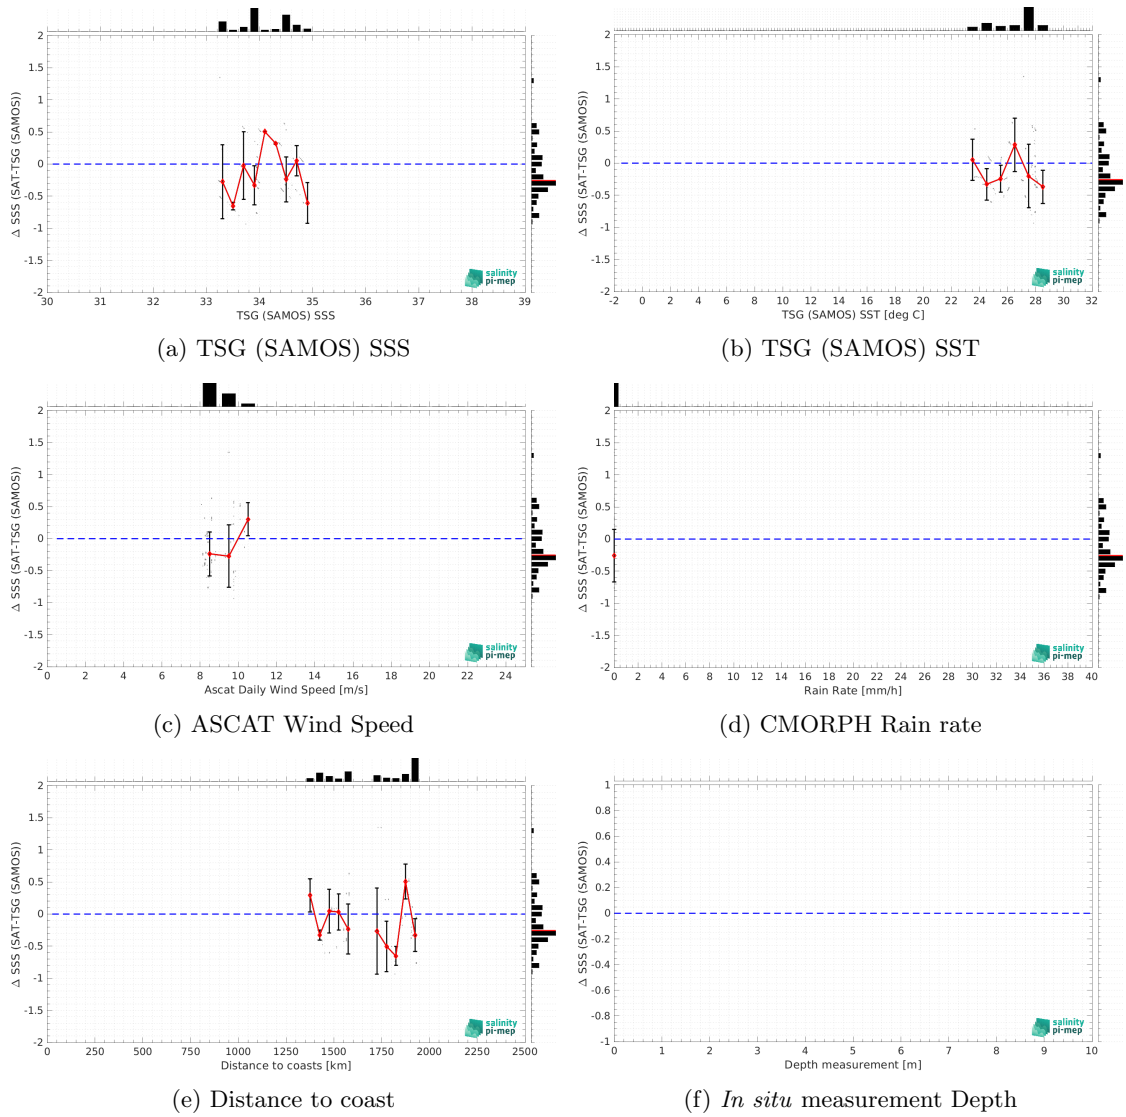 2
1.5
1
0.5
0
-0.5
-1
-1.5
-2
Δ SSS (SAT-TSG (SAMOS))
30 31 32 33 34 35 36 37 38 39
TSG (SAMOS) SSS
salinity
pi-mep
(a) TSG (SAMOS) SSS
2
1.5
1
0.5
0
-0.5
-1
-1.5
-2
Δ SSS (SAT-TSG (SAMOS))
-2 0 2 4 6 8 10 12 14 16 18 20 22 24 26 28 30 32
TSG (SAMOS) SST [deg C]
salinity
pi-mep
(b) TSG (SAMOS) SST
2
1.5
1
0.5
0
-0.5
-1
-1.5
-2
Δ SSS (SAT-TSG (SAMOS))
0 2 4 6 8 10 12 14 16 18 20 22 24
Ascat Daily Wind Speed [m/s]
salinity
pi-mep
(c) ASCAT Wind Speed
2
1.5
1
0.5
0
-0.5
-1
-1.5
-2
Δ SSS (SAT-TSG (SAMOS))
0 2 4 6 8 10 12 14 16 18 20 22 24 26 28 30 32 34 36 38 40
Rain Rate [mm/h]
salinity
pi-mep
(d) CMORPH Rain rate
2
1.5
1
0.5
0
-0.5
-1
-1.5
-2
Δ SSS (SAT-TSG (SAMOS))
0 250 500 750 1000 1250 1500 1750 2000 2250 2500
Distance to coasts [km]
salinity
pi-mep
(e) Distance to coast
1
0.8
0.6
0.4
0.2
0
-0.2
-0.4
-0.6
-0.8
-1
Δ SSS (SAT-TSG (SAMOS))
0 1 2 3 4 5 6 7 8 9 10
Depth measurement [m]
salinity
pi-mep
(f) In situ measurement Depth